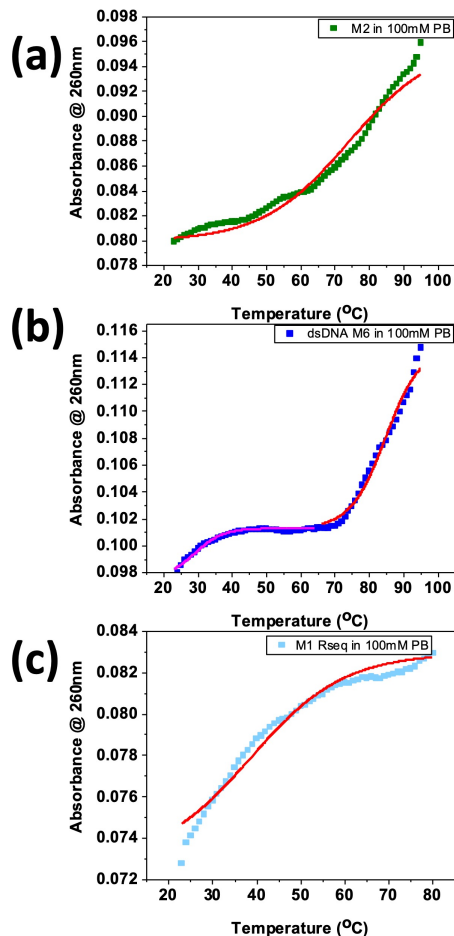 (a)
M2 in 100mM PB
Absorbance @ 260nm
0.098
0.096
0.094
0.092
0.090
0.088
0.086
0.084
0.082
0.080
0.078
20 30 40 50 60 70 80 90 100
Temperature (⁰C)
(b)
dsDNA M6 in 100mM PB
Absorbance @ 260nm
0.116
0.114
0.112
0.110
0.108
0.106
0.104
0.102
0.100
0.098
20 30 40 50 60 70 80 90 100
Temperature (⁰C)
(c)
M1 Rseq in 100mM PB
Absorbance @ 260nm
0.084
0.082
0.080
0.078
0.076
0.074
0.072
20 30 40 50 60 70 80
Temperature (⁰C)